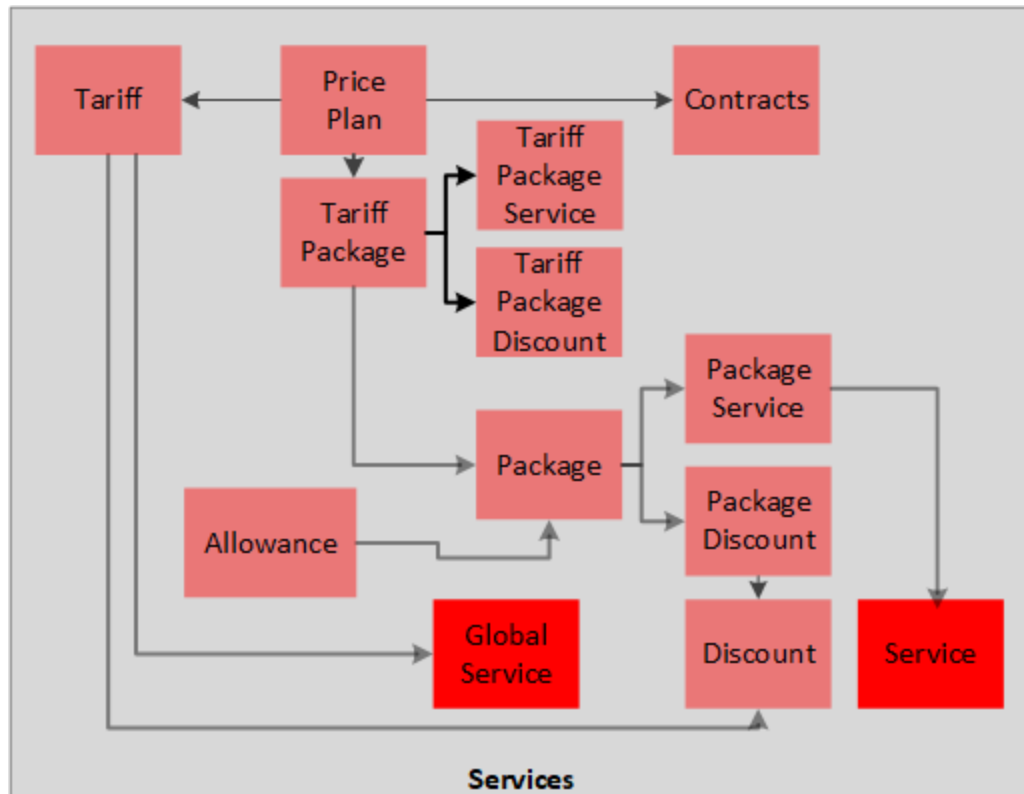 Tariff
Price
Plan
Contracts
Tariff
Package
Service
Tariff
Package
Tariff
Package
Discount
Package
Service
Package
Package
Discount
Allowance
Global
Service
Discount
Service
Services